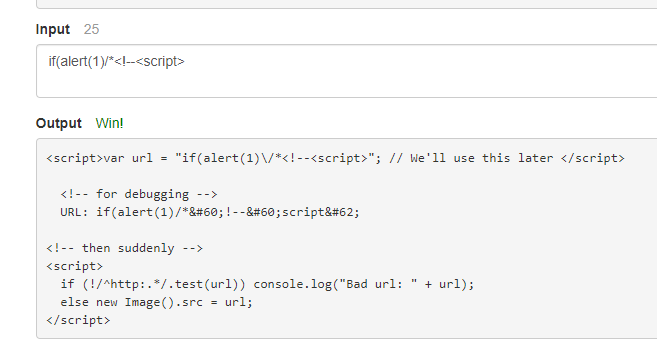 Input 25
if(alert(1)/*<!--<script>
Output Win!
<script>var url = "if(alert(1)\/*<!--<script>"; // We'll use this later </script>
<!-- for debugging -->
URL: if(alert(1)/*&#60;!--&#60;script&#62;
<!-- then suddenly -->
<script>
if (!/^http:.*/.test(url)) console.log("Bad url: " + url);
else new Image().src = url;
</script>